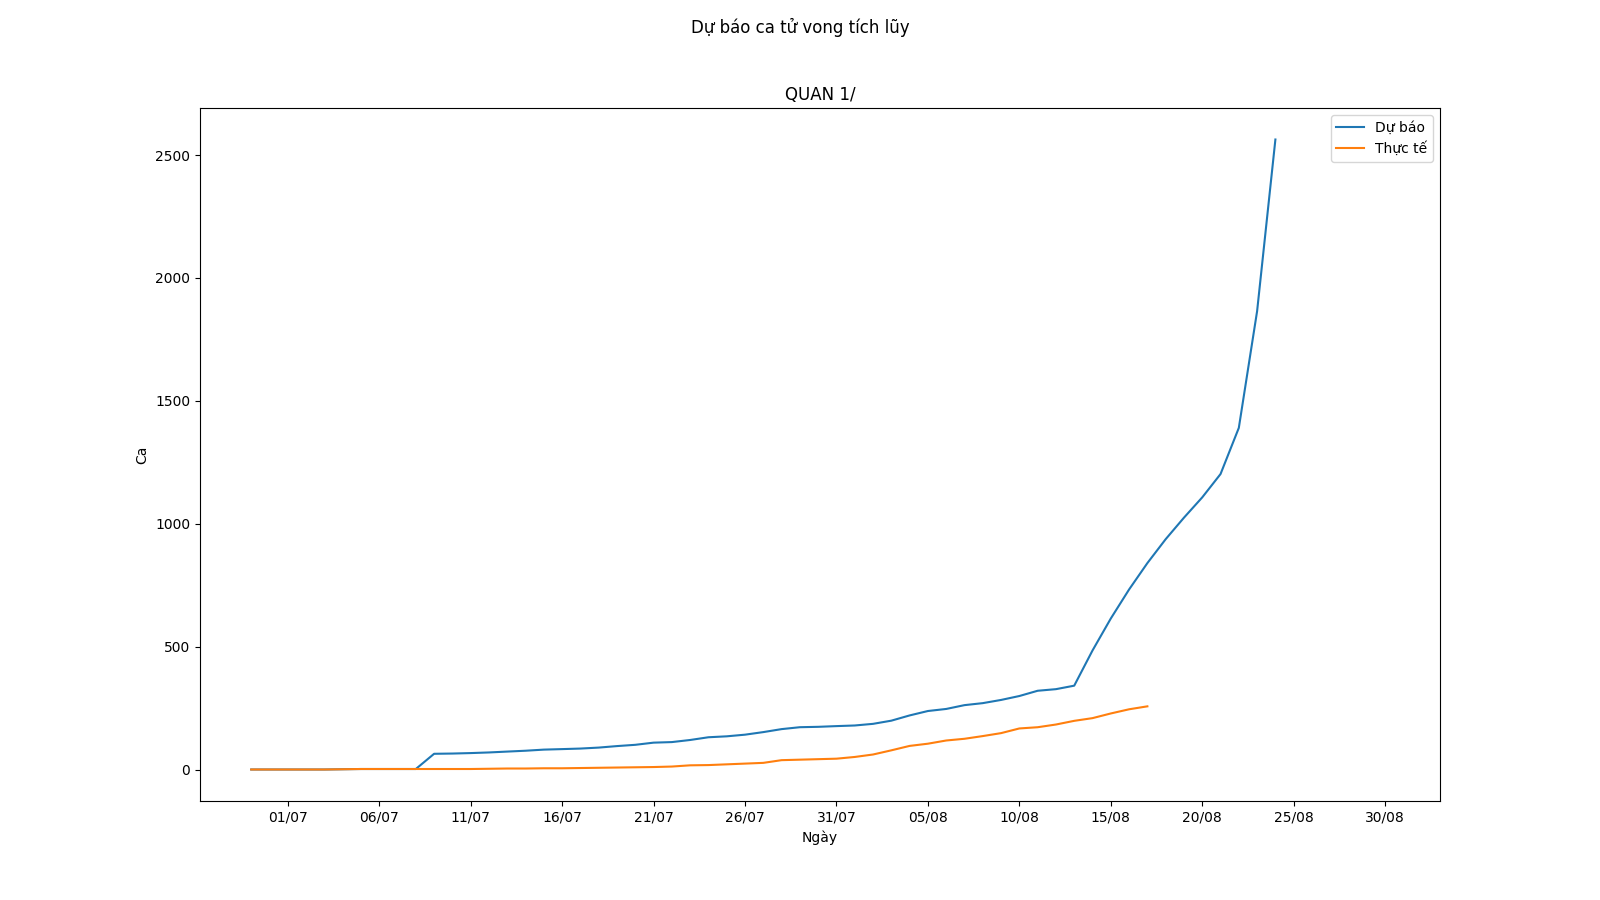 Dự báo ca tử vong tích lũy
QUAN 1/
Dự báo
Thực tế
2500
2000
1500
1000
500
0
Ca
01/07 06/07 11/07 16/07 21/07 26/07 31/07 05/08 10/08 15/08 20/08 25/08 30/08
Ngày